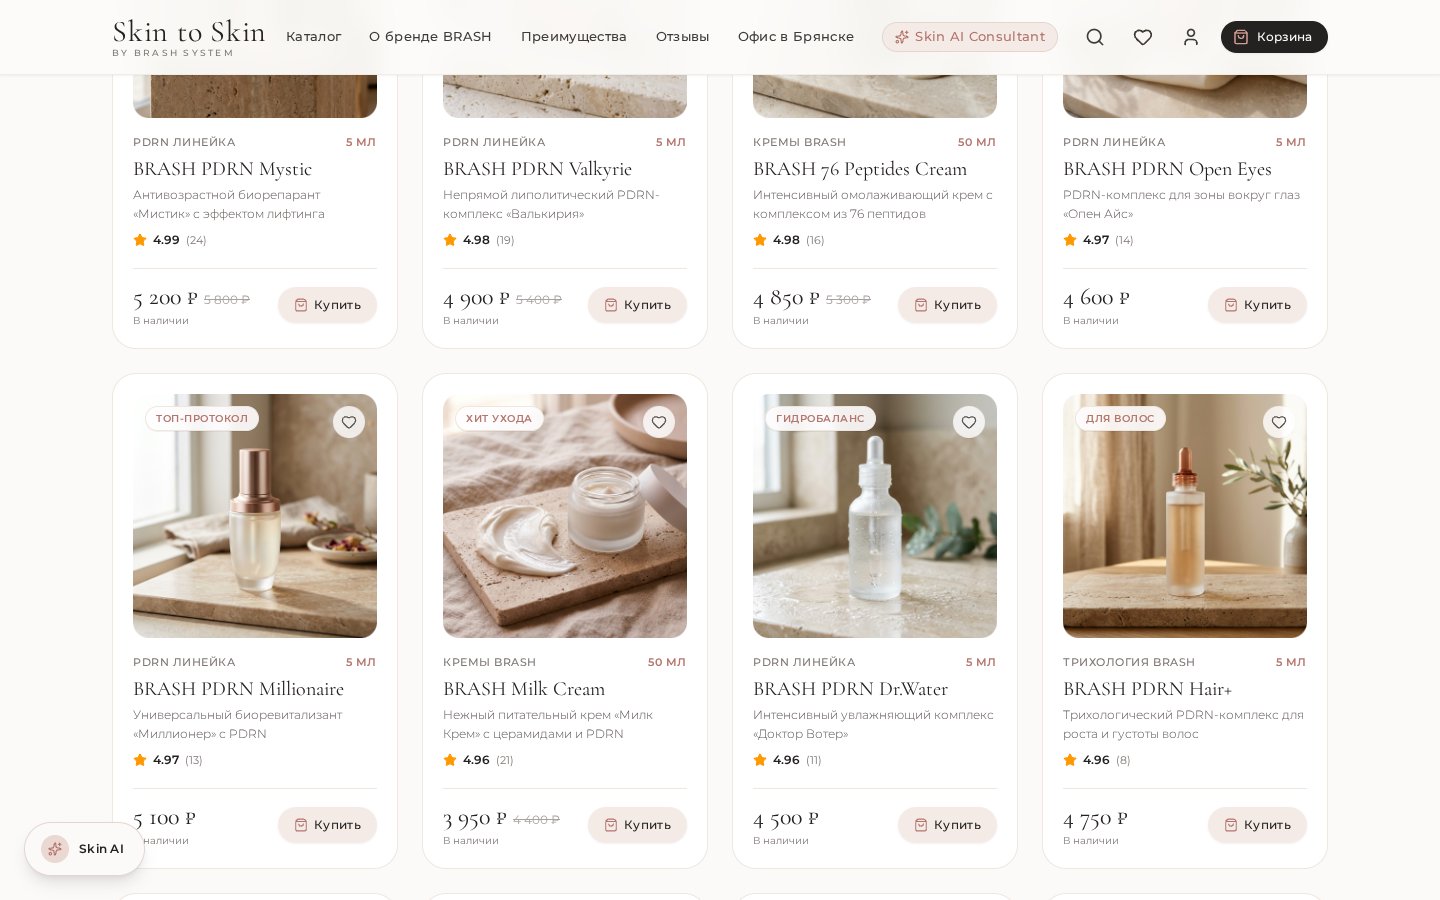 Skin to Skin
BY BRASH SYSTEM
Каталог
О бренде BRASH
Преимущества
Отзывы
Офис в Брянске
Skin AI Consultant
Корзина
PDRN ЛИНЕЙКА 5 МЛ
BRASH PDRN Mystic
Антивозрастной биорепарант
«Мистик» с эффектом лифтинга
4.99 (24)
5 200 ₽ 5 800 ₽
В наличии
Купить
PDRN ЛИНЕЙКА 5 МЛ
BRASH PDRN Valkyrie
Непрямой липолитический PDRN-
комплекс «Валькирия»
4.98 (19)
4 900 ₽ 5 400 ₽
В наличии
Купить
КРЕМЫ BRASH 50 МЛ
BRASH 76 Peptides Cream
Интенсивный омолаживающий крем с
комплексом из 76 пептидов
4.98 (16)
4 850 ₽ 5 300 ₽
В наличии
Купить
PDRN ЛИНЕЙКА 5 МЛ
BRASH PDRN Open Eyes
PDRN-комплекс для зоны вокруг глаз
«Опен Айс»
4.97 (14)
4 600 ₽
В наличии
Купить
ТОП-ПРОТОКОЛ
PDRN ЛИНЕЙКА 5 МЛ
BRASH PDRN Millionaire
Универсальный биоревитализант
«Миллионер» с PDRN
4.97 (13)
5 100 ₽
наличии
Купить
ХИТ УХОДА
КРЕМЫ BRASH 50 МЛ
BRASH Milk Cream
Нежный питательный крем «Милк
Крем» с церамидами и PDRN
4.96 (21)
3 950 ₽ 4 400 ₽
В наличии
Купить
ГИДРОБАЛАНС
PDRN ЛИНЕЙКА 5 МЛ
BRASH PDRN Dr.Water
Интенсивный увлажняющий комплекс
«Доктор Вотер»
4.96 (11)
4 500 ₽
В наличии
Купить
ДЛЯ ВОЛОС
ТРИХОЛОГИЯ BRASH 5 МЛ
BRASH PDRN Hair+
Трихологический PDRN-комплекс для
роста и густоты волос
4.96 (8)
4 750 ₽
В наличии
Купить
Skin AI